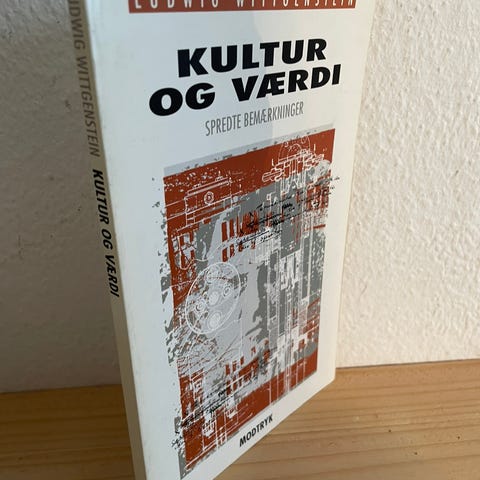 LUDWIG WITTGENSTEIN
KULTUR
OG VÆRDI
SPREDTE BEMÆRKNINGER
MODTRYK
LUDWIG WITTGENSTEIN KULTUR OG VÆRDI